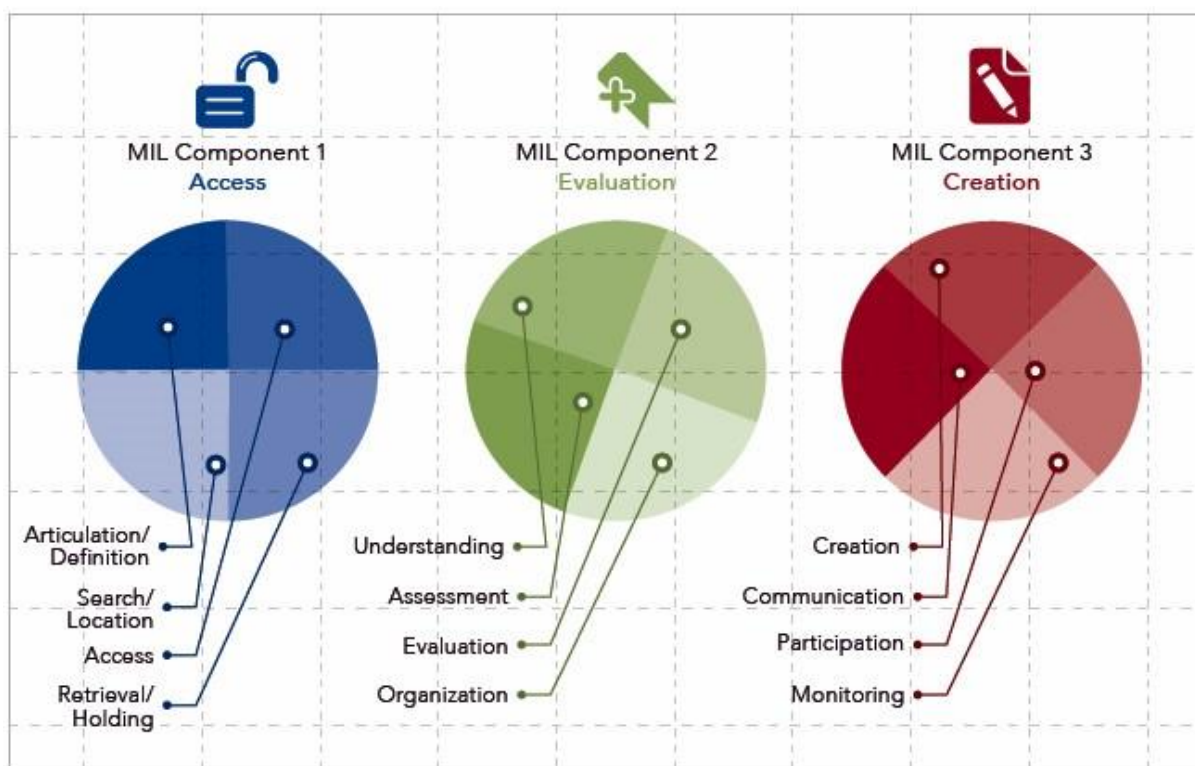 MIL Component 1
Access
Articulation/
Definition
Search/
Location
Access
Retrieval/
Holding
MIL Component 2
Evaluation
Understanding
Assessment
Evaluation
Organization
MIL Component 3
Creation
Creation
Communication
Participation
Monitoring